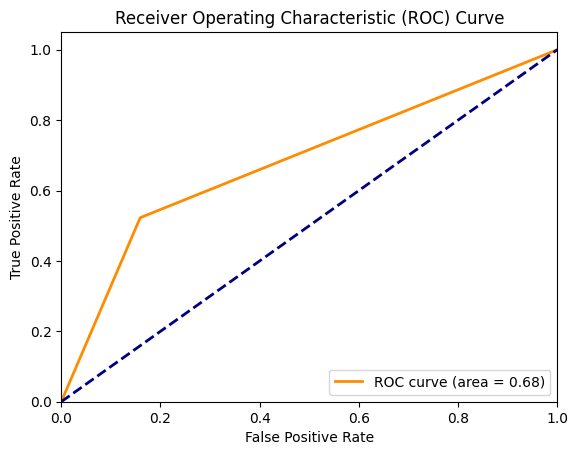 Receiver Operating Characteristic (ROC) Curve
1.0
0.8
0.6
0.4
0.2
0.0
True Positive Rate
ROC curve (area = 0.68)
0.0 0.2 0.4 0.6 0.8 1.0
False Positive Rate